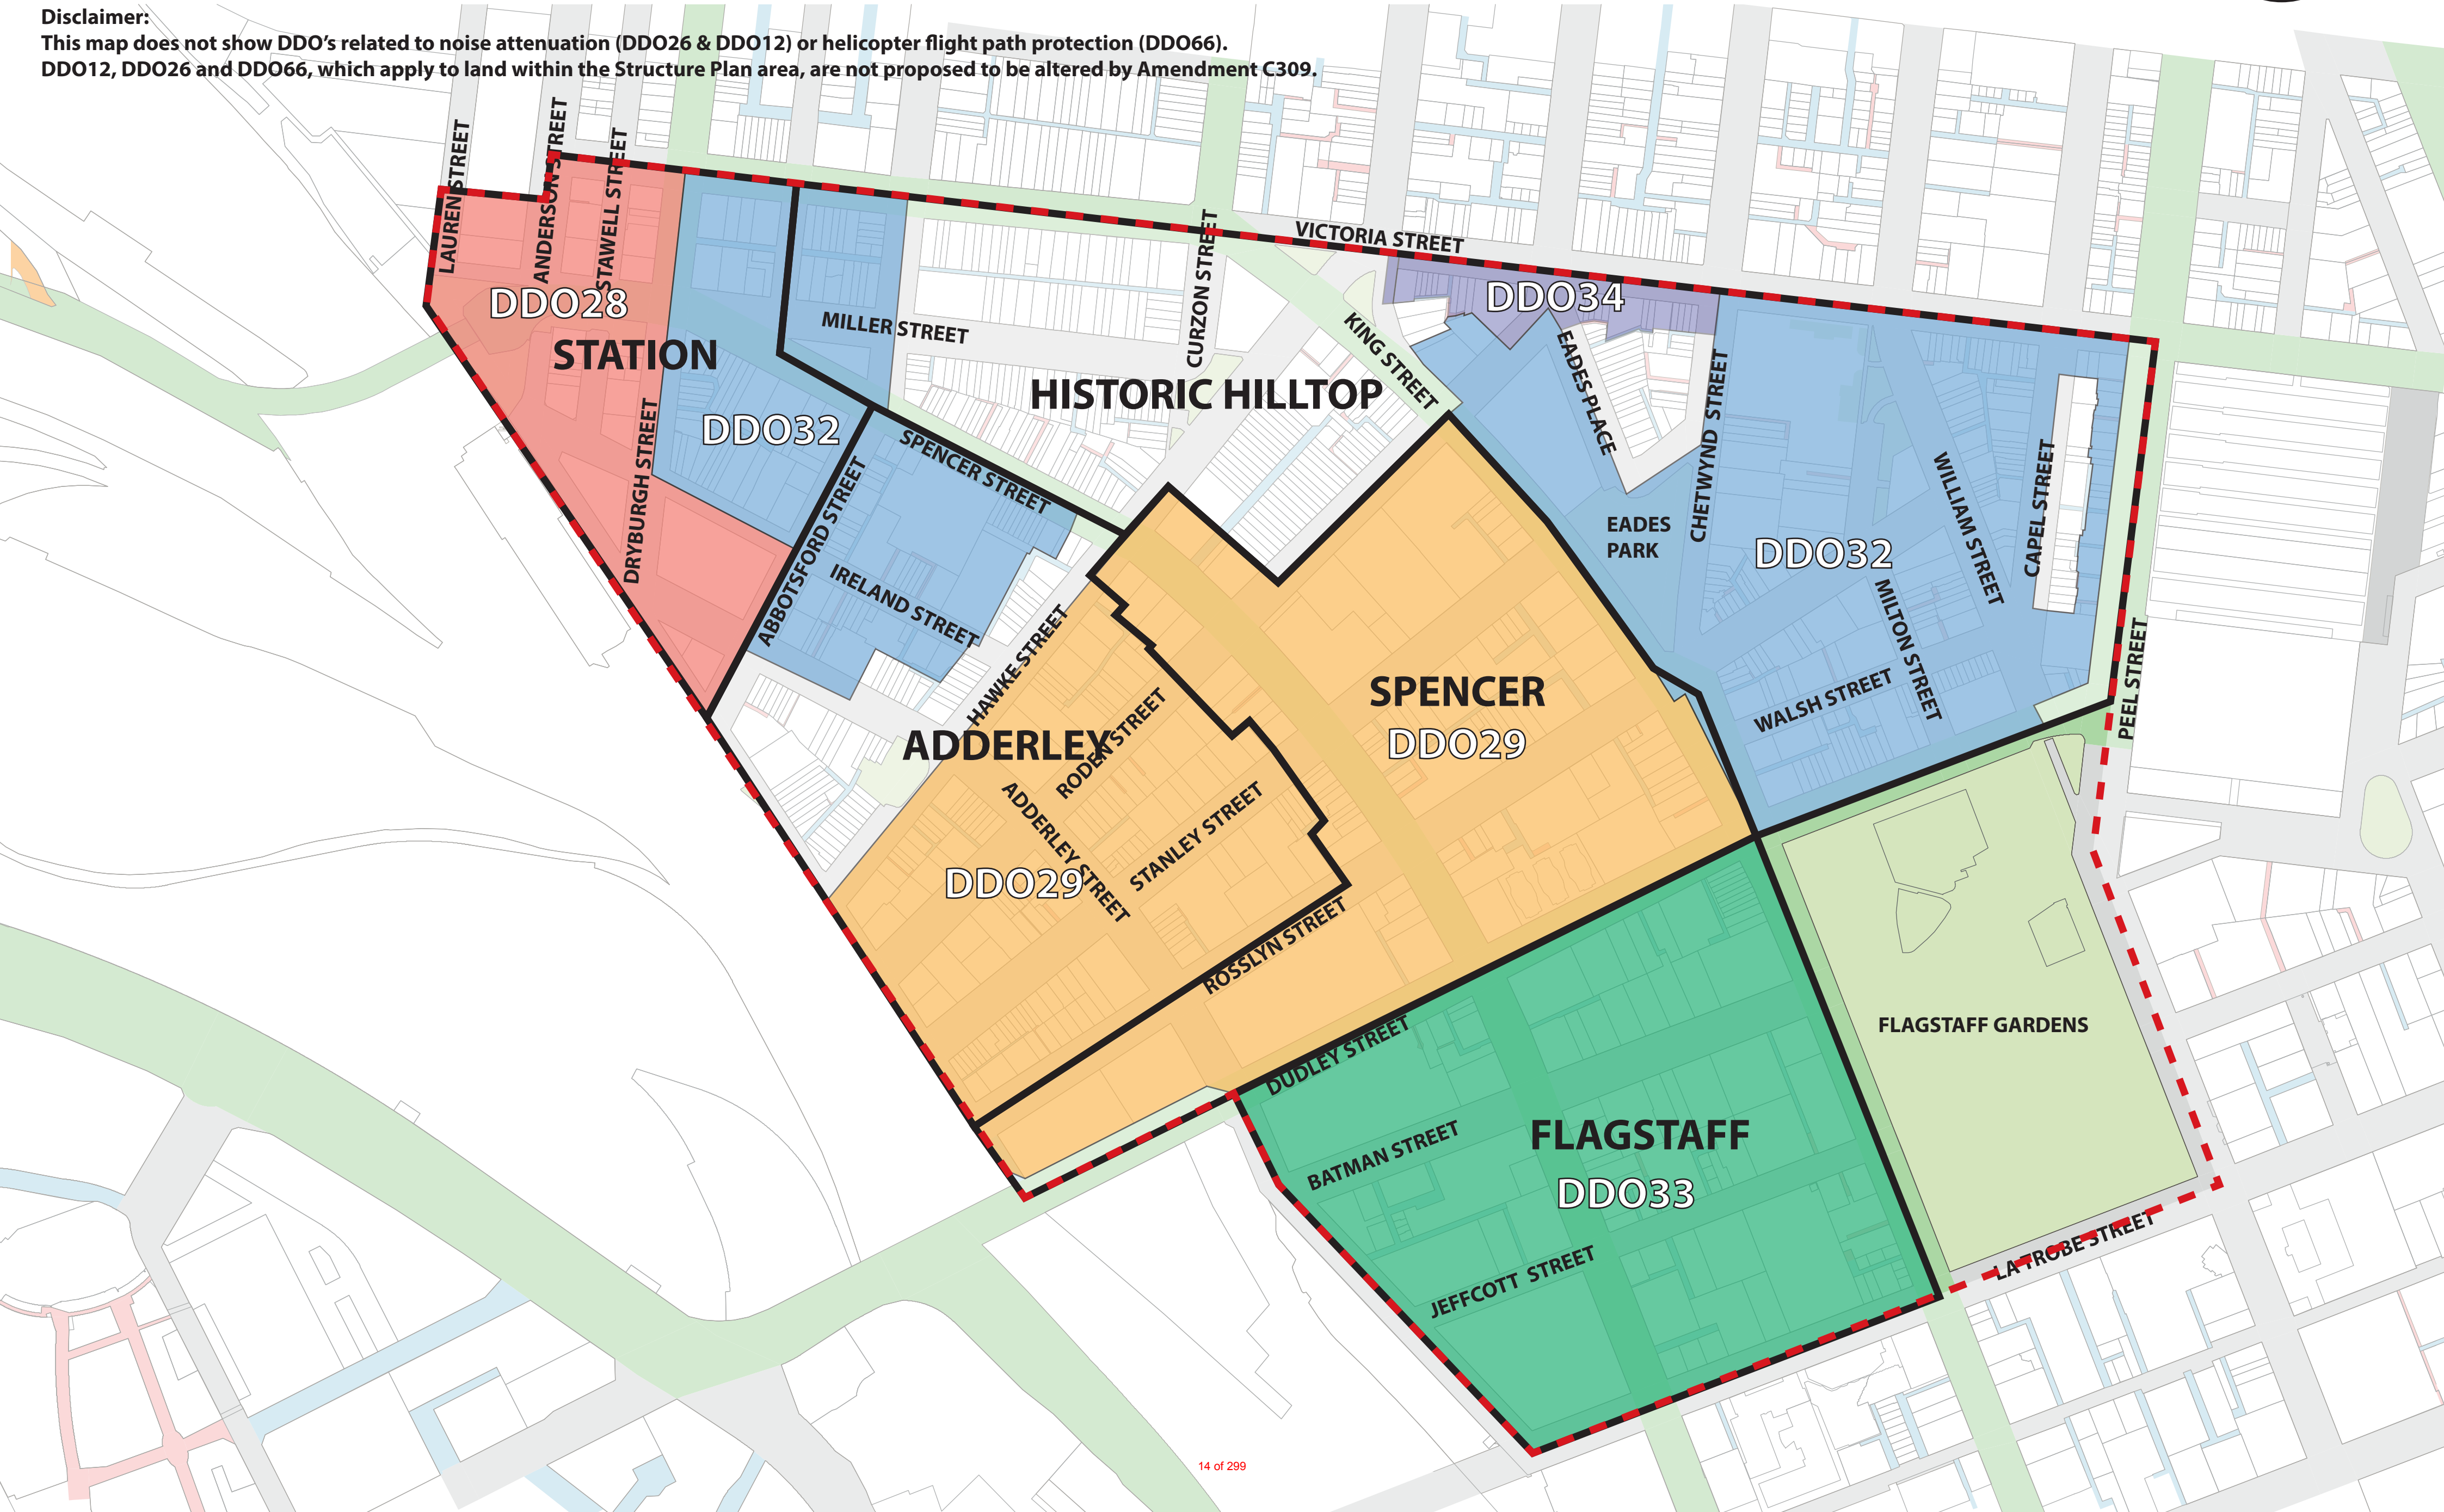 Disclaimer:
This map does not show DDO's related to noise attenuation (DDO26 & DDO12) or helicopter flight path protection (DDO66).
DDO12, DDO26 and DDO66, which apply to land within the Structure Plan area, are not proposed to be altered by Amendment C309.
LAURENS STREET
ANDERSON STREET
STAWELL STREET
VICTORIA STREET
CURZON STREET
DDO28
DDO34
STATION
MILLER STREET
KING STREET
EADES PLACE
HISTORIC HILLTOP
CHETWYND STREET
DDO32
SPENCER STREET
DRYBURGH STREET
ABBOTSFORD STREET
EADES
PARK
WILLIAM STREET
CAPEL STREET
DDO32
IRELAND STREET
HAWKE STREET
MILTON STREET
PEEL STREET
SPENCER
DDO29
WALSH STREET
ADDERLEY
RODEN STREET
ADDERLEY STREET
STANLEY STREET
DDO29
ROSSLYN STREET
FLAGSTAFF GARDENS
DUDLEY STREET
FLAGSTAFF
BATMAN STREET
DDO33
JEFFCOTT STREET
LA TROBE STREET
14 of 299